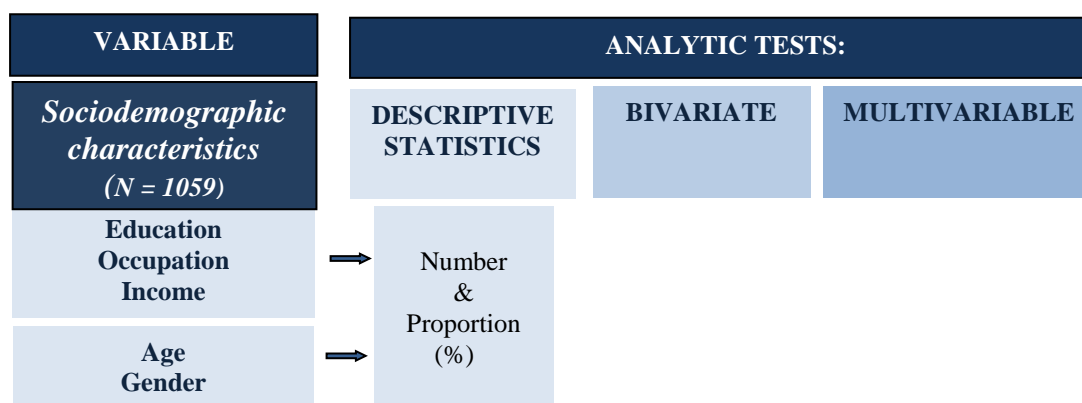 VARIABLE
ANALYTIC TESTS:
Sociodemographic
characteristics
(N = 1059)
DESCRIPTIVE
STATISTICS
BIVARIATE
MULTIVARIABLE
Education
Occupation
Income
Age
Gender
Number
&
Proportion
(%)